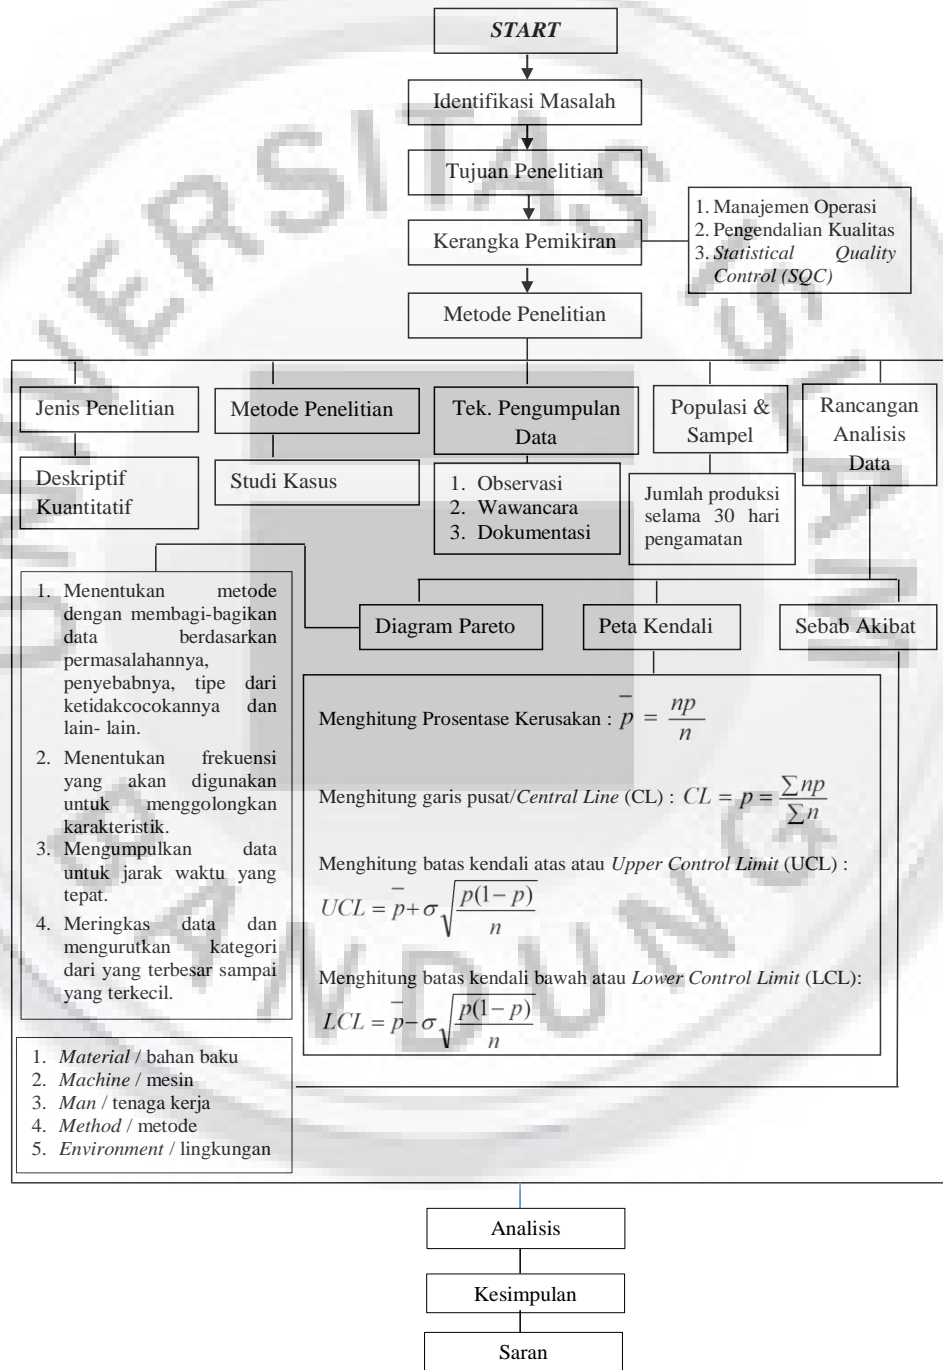 START
Identifikasi Masalah
Tujuan Penelitian
Kerangka Pemikiran
1. Manajemen Operasi
2. Pengendalian Kualitas
3. Statistical Quality
Control (SQC)
Metode Penelitian
Jenis Penelitian
Deskriptif
Kuantitatif
Metode Penelitian
Studi Kasus
Tek. Pengumpulan
Data
1. Observasi
2. Wawancara
3. Dokumentasi
Populasi &
Sampel
Jumlah produksi
selama 30 hari
pengamatan
Rancangan
Analisis
Data
Diagram Pareto
Peta Kendali
Sebab Akibat
1. Menentukan metode
dengan membagi-bagikan
data berdasarkan
permasalahannya,
penyebabnya, tipe dari
ketidakcocokannya dan
lain- lain.
2. Menentukan frekuensi
yang akan digunakan
untuk menggolongkan
karakteristik.
3. Mengumpulkan data
untuk jarak waktu yang
tepat.
4. Meringkas data dan
mengurutkan kategori
dari yang terbesar sampai
yang terkecil.
Menghitung Prosentase Kerusakan : p̅ = np/n
Menghitung garis pusat/Central Line (CL) : CL = p = ∑np/∑n
Menghitung batas kendali atas atau Upper Control Limit (UCL) :
UCL = p̅+σ√(p(1−p)/n)
Menghitung batas kendali bawah atau Lower Control Limit (LCL):
LCL = p̅−σ√(p(1−p)/n)
1. Material / bahan baku
2. Machine / mesin
3. Man / tenaga kerja
4. Method / metode
5. Environment / lingkungan
Analisis
Kesimpulan
Saran
UNIVERSITAS ISLAM
BANDUNG